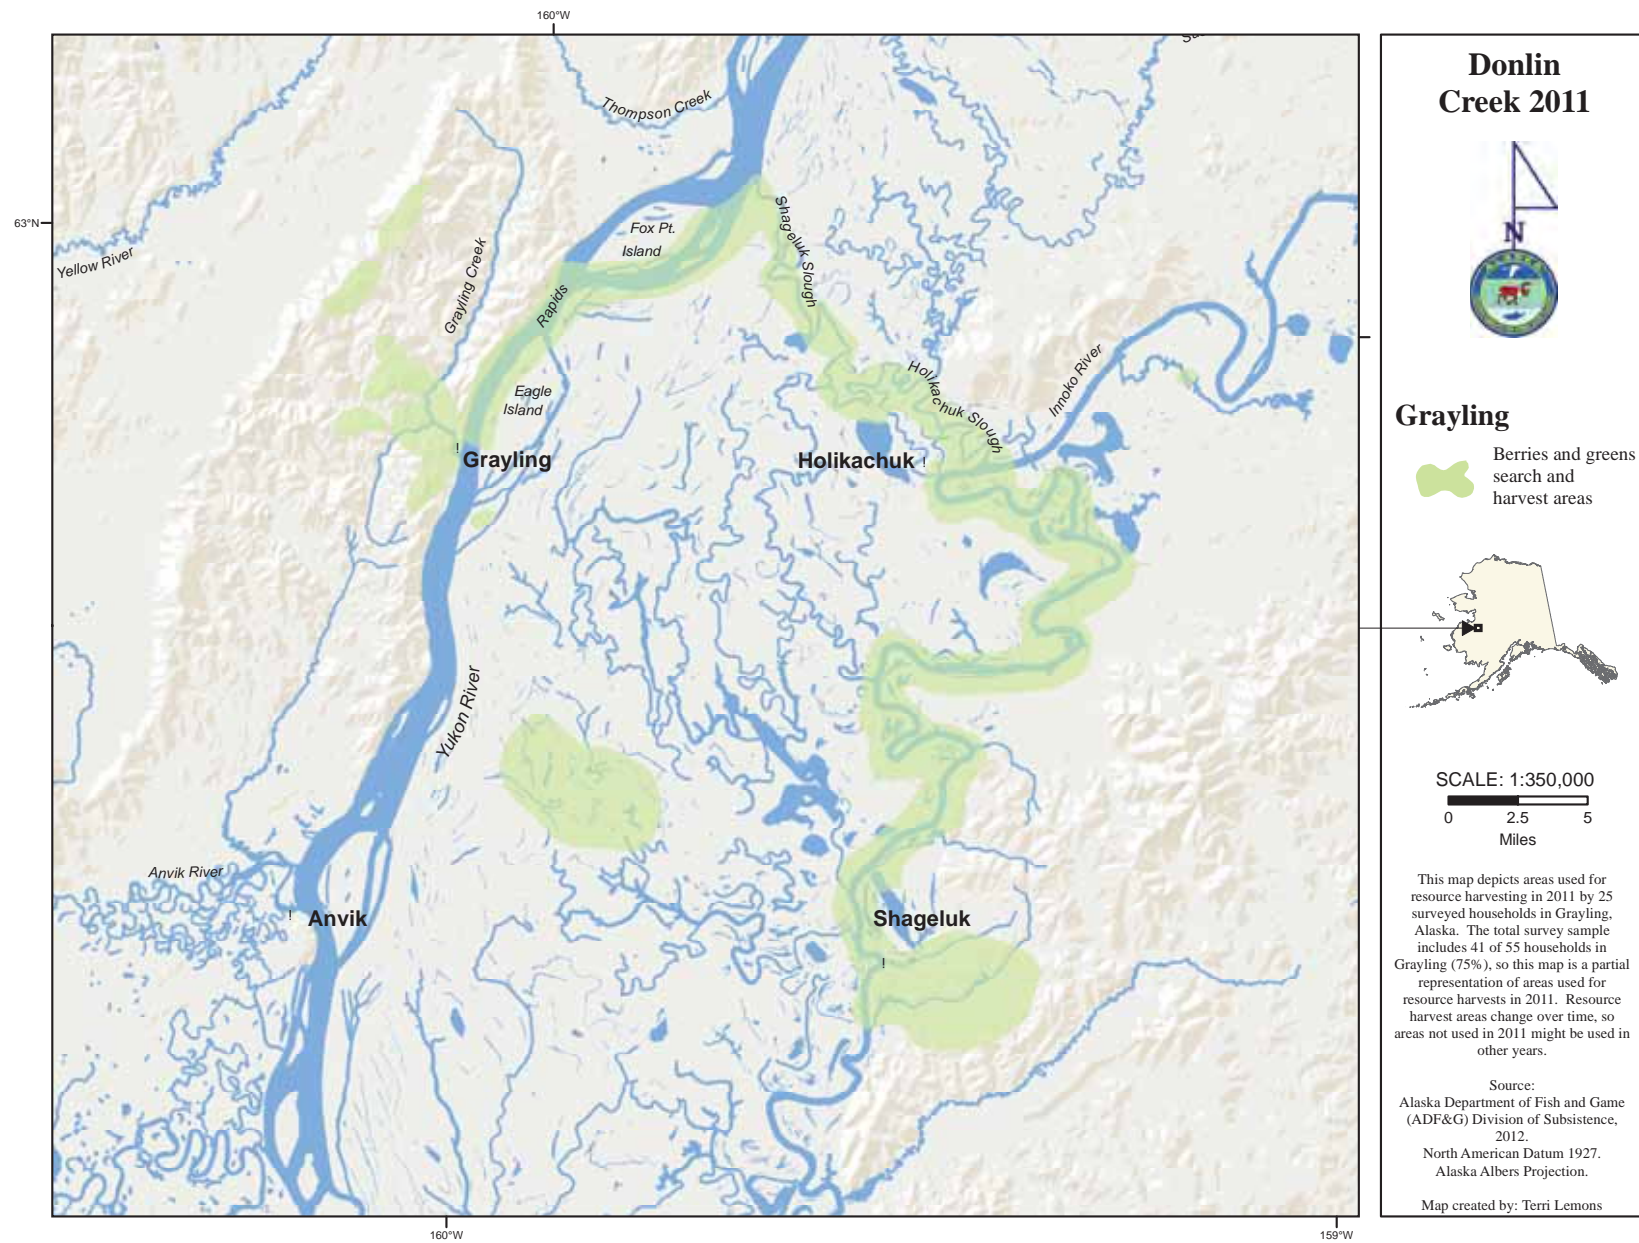 160°W
Su
Thompson Creek
63°N
Yellow River
Grayling Creek
Fox Pt.
Island
Shageluk Slough
Rapids
Eagle
Island
Holikachuk Slough
Innoko River
!
Grayling
Holikachuk !
Yukon River
Anvik River
!
Anvik
Shageluk
!
160°W
159°W
Donlin
Creek 2011
N
Grayling
Berries and greens
search and
harvest areas
SCALE: 1:350,000
0 2.5 5
Miles
This map depicts areas used for
resource harvesting in 2011 by 25
surveyed households in Grayling,
Alaska. The total survey sample
includes 41 of 55 households in
Grayling (75%), so this map is a partial
representation of areas used for
resource harvests in 2011. Resource
harvest areas change over time, so
areas not used in 2011 might be used in
other years.
Source:
Alaska Department of Fish and Game
(ADF&G) Division of Subsistence,
2012.
North American Datum 1927.
Alaska Albers Projection.
Map created by: Terri Lemons